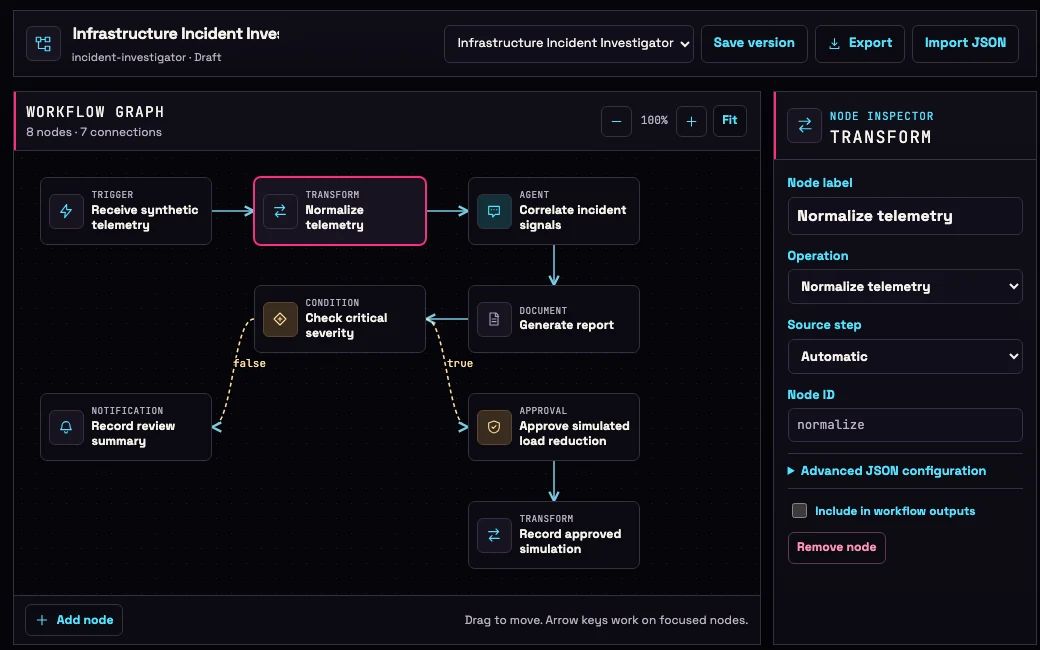 Infrastructure Incident Inves
incident-investigator · Draft
Infrastructure Incident Investigator
Save version
Export
Import JSON
WORKFLOW GRAPH
8 nodes · 7 connections
100%
Fit
TRIGGER
Receive synthetic
telemetry
TRANSFORM
Normalize
telemetry
AGENT
Correlate incident
signals
CONDITION
Check critical
severity
DOCUMENT
Generate report
false
true
NOTIFICATION
Record review
summary
APPROVAL
Approve simulated
load reduction
TRANSFORM
Record approved
simulation
Add node
Drag to move. Arrow keys work on focused nodes.
NODE INSPECTOR
TRANSFORM
Node label
Normalize telemetry
Operation
Normalize telemetry
Source step
Automatic
Node ID
normalize
Advanced JSON configuration
Include in workflow outputs
Remove node